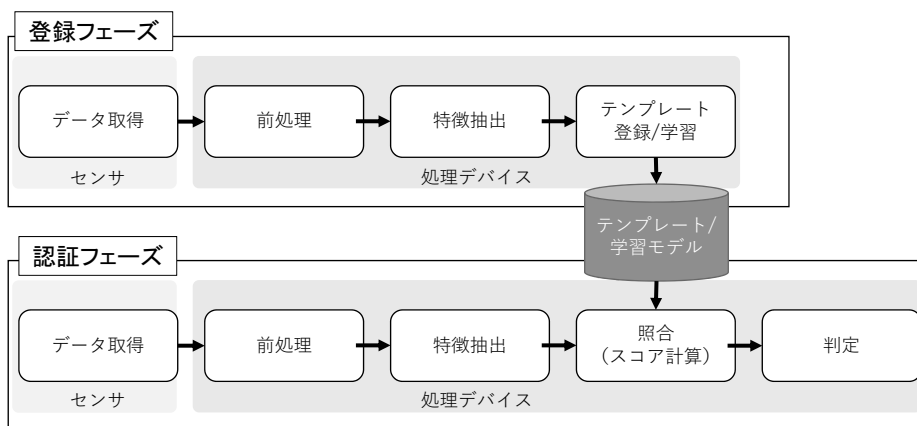 登録フェーズ
データ取得
前処理
特徴抽出
テンプレート
登録/学習
センサ
処理デバイス
テンプレート/
学習モデル
認証フェーズ
データ取得
前処理
特徴抽出
照合
(スコア計算)
判定
センサ
処理デバイス